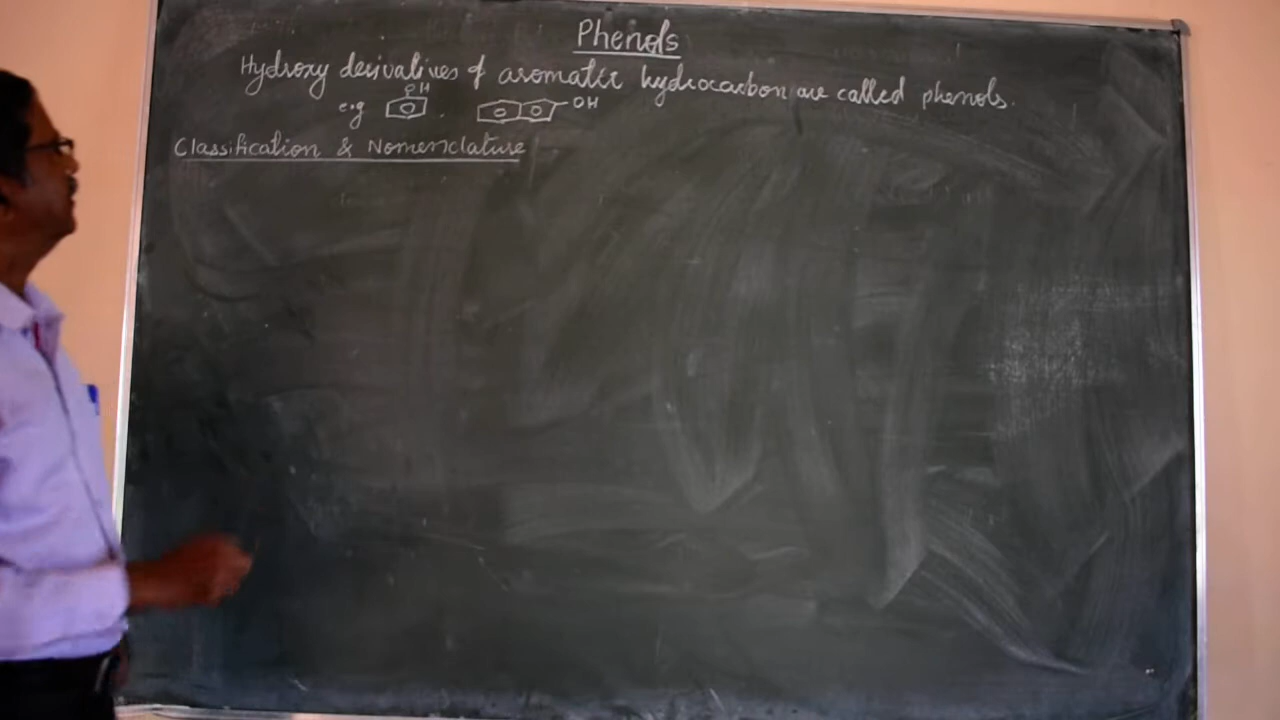 Phenols
Hydroxy derivatives of aromatic hydrocarbon are called phenols.
e.g OH , OH
Classification & Nomenclature